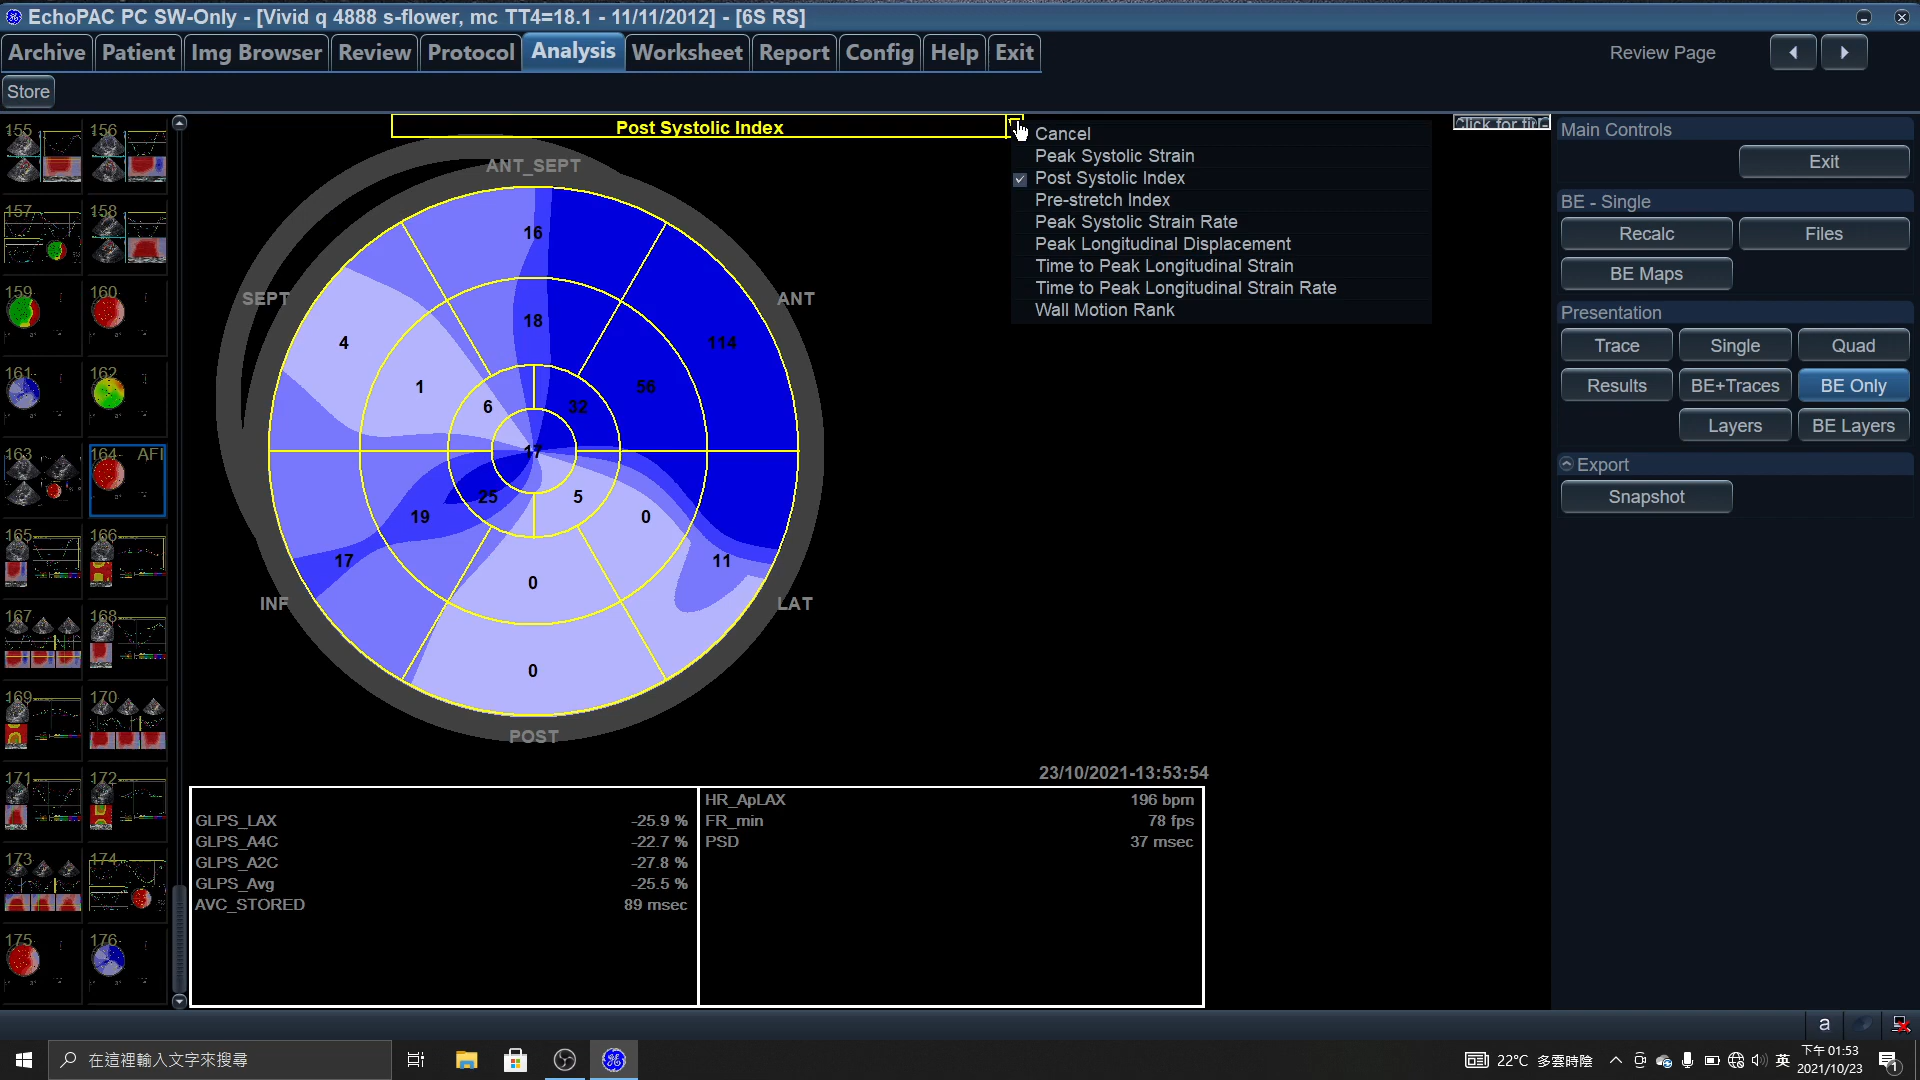 EchoPAC PC SW-Only - [Vivid q 4888 s-flower, mc TT4=18.1 - 11/11/2012] - [6S RS]
Archive Patient Img Browser Review Protocol Analysis Worksheet Report Config Help Exit
Review Page
Store
Post Systolic Index
Cancel
Peak Systolic Strain
Post Systolic Index
Pre-stretch Index
Peak Systolic Strain Rate
Peak Longitudinal Displacement
Time to Peak Longitudinal Strain
Time to Peak Longitudinal Strain Rate
Wall Motion Rank
155 156
157 158
159 160
161 162
163 164 AFI
165 166
167 168
169 170
171 172
173 174
175 176
ANT_SEPT
SEPT
ANT
INF
LAT
POST
16
18
4
114
1
56
6
32
17
25
5
19
0
17
11
0
0
23/10/2021-13:53:54
GLPS_LAX -25.9 %
GLPS_A4C -22.7 %
GLPS_A2C -27.8 %
GLPS_Avg -25.5 %
AVC_STORED 89 msec
HR_ApLAX 196 bpm
FR_min 78 fps
PSD 37 msec
Main Controls
Exit
BE - Single
Recalc Files
BE Maps
Presentation
Trace Single Quad
Results BE+Traces BE Only
Layers BE Layers
Export
Snapshot
a
在這裡輸入文字來搜尋
22°C 多雲時陰
英
下午 01:53
2021/10/23
1